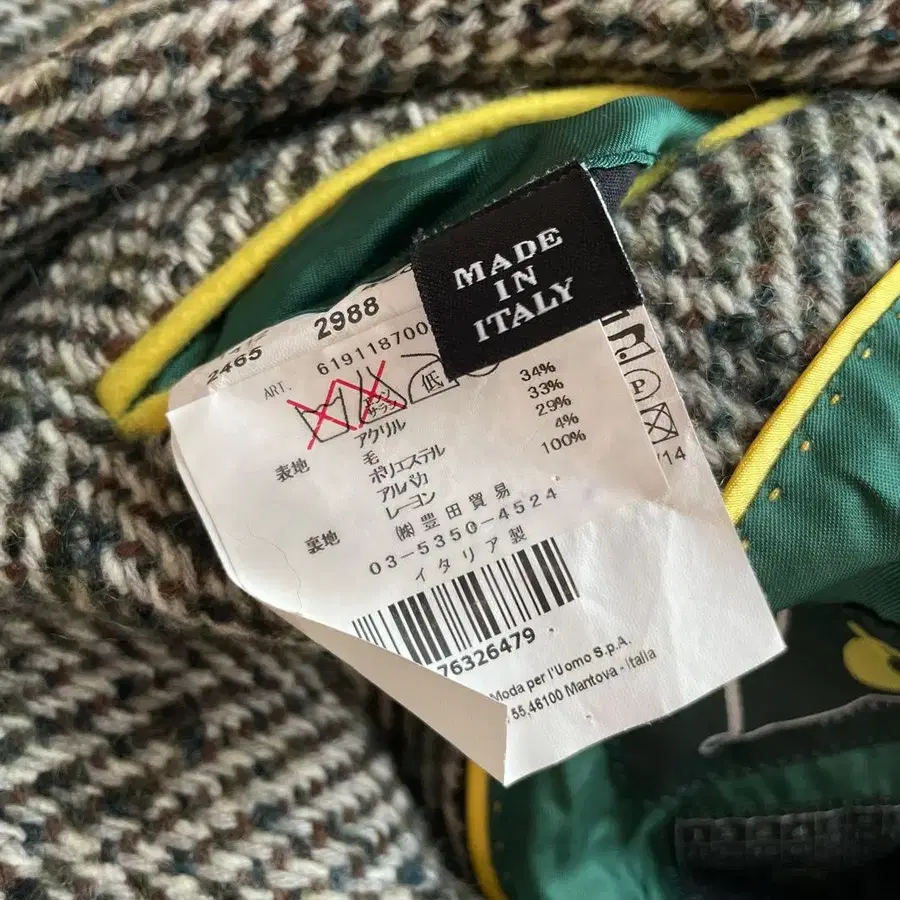 MADE
IN
ITALY
2465 2988
ART. 619118700
低
P
'14
表地 アクリル 34%
毛 33%
ポリエステル 29%
アルパカ 4%
裏地 レーヨン 100%
㈱豊田貿易
03-5350-4524
イタリア製
76326479
Moda per l'Uomo S.p.A.
55,46100 Mantova - Italia